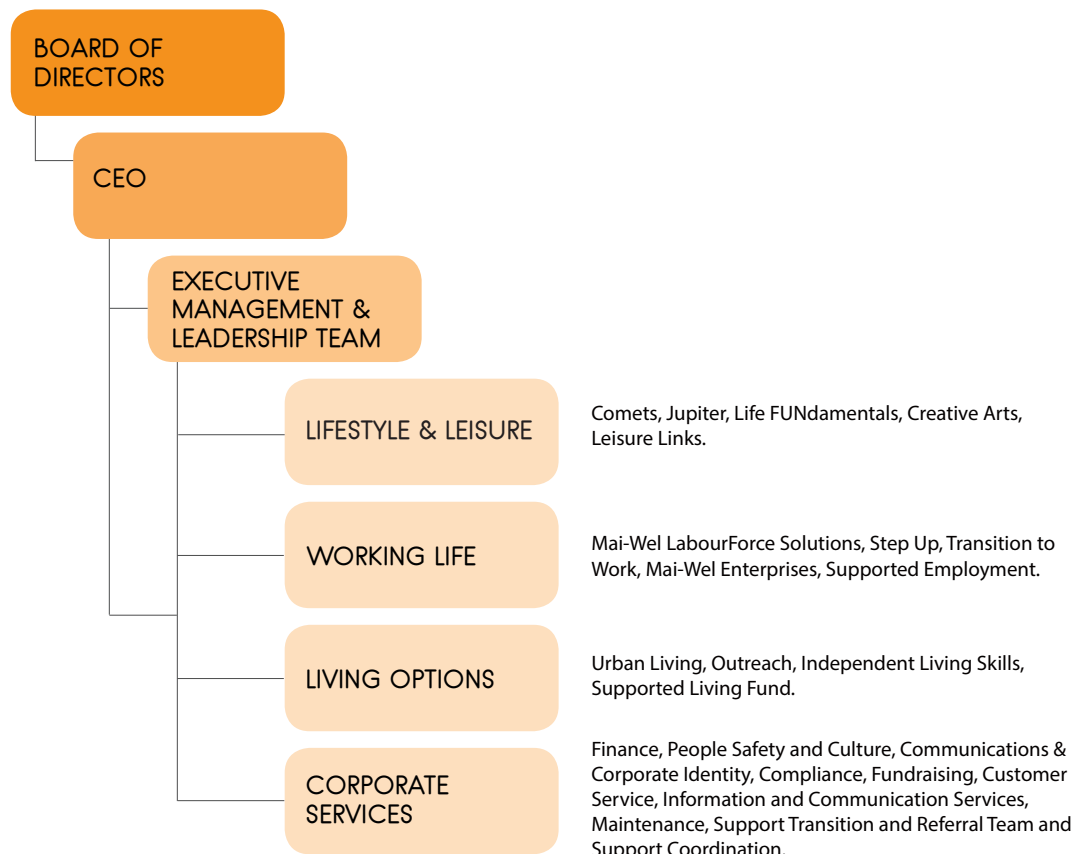 BOARD OF
DIRECTORS
CEO
EXECUTIVE
MANAGEMENT &
LEADERSHIP TEAM
LIFESTYLE & LEISURE
Comets, Jupiter, Life FUNdamentals, Creative Arts,
Leisure Links.
WORKING LIFE
Mai-Wel LabourForce Solutions, Step Up, Transition to
Work, Mai-Wel Enterprises, Supported Employment.
LIVING OPTIONS
Urban Living, Outreach, Independent Living Skills,
Supported Living Fund.
CORPORATE
SERVICES
Finance, People Safety and Culture, Communications &
Corporate Identity, Compliance, Fundraising, Customer
Service, Information and Communication Services,
Maintenance, Support Transition and Referral Team and
Support Coordination.